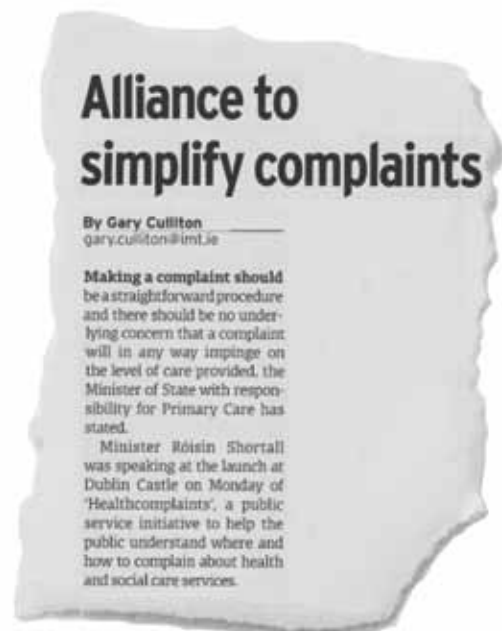 Alliance to
simplify complaints
By Gary Culliton
gary.culliton@imt.ie
Making a complaint should
be a straightforward procedure
and there should be no under-
lying concern that a complaint
will in any way impinge on
the level of care provided, the
Minister of State with respon-
sibility for Primary Care has
stated.
Minister Róisín Shortall
was speaking at the launch at
Dublin Castle on Monday of
'Healthcomplaints', a public
service initiative to help the
public understand where and
how to complain about health
and social care services.